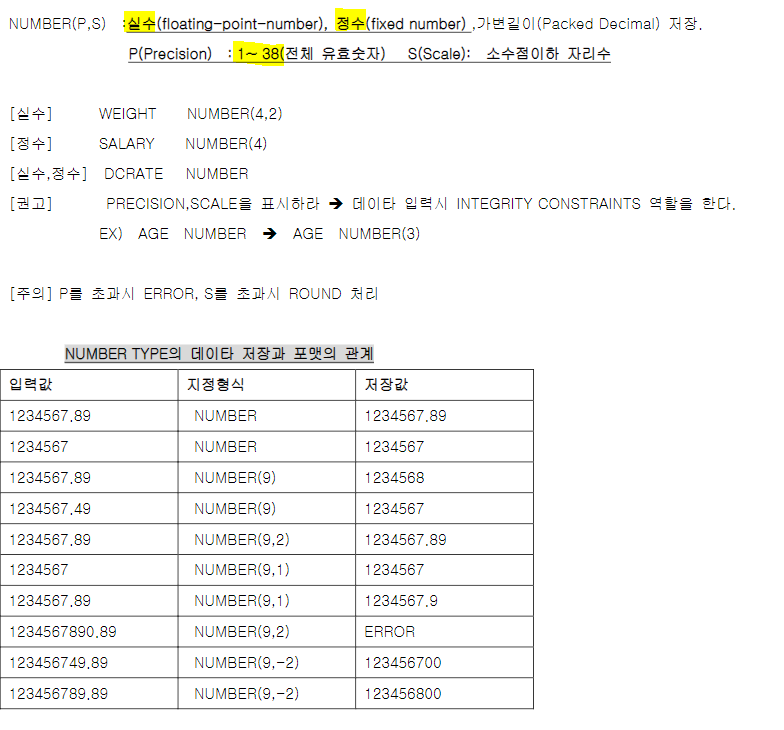 NUMBER(P,S) :실수(floating-point-number), 정수(fixed number) ,가변길이(Packed Decimal) 저장.
P(Precision) : 1~ 38(전체 유효숫자) S(Scale): 소수점이하 자리수
[실수] WEIGHT NUMBER(4,2)
[정수] SALARY NUMBER(4)
[실수,정수] DCRATE NUMBER
[권고] PRECISION,SCALE을 표시하라 ➔ 데이타 입력시 INTEGRITY CONSTRAINTS 역할을 한다.
EX) AGE NUMBER ➔ AGE NUMBER(3)
[주의] P를 초과시 ERROR, S를 초과시 ROUND 처리
NUMBER TYPE의 데이타 저장과 포맷의 관계
입력값 지정형식 저장값
1234567.89 NUMBER 1234567.89
1234567 NUMBER 1234567
1234567.89 NUMBER(9) 1234568
1234567.49 NUMBER(9) 1234567
1234567.89 NUMBER(9,2) 1234567.89
1234567 NUMBER(9,1) 1234567
1234567.89 NUMBER(9,1) 1234567.9
1234567890.89 NUMBER(9,2) ERROR
123456749.89 NUMBER(9,-2) 123456700
123456789.89 NUMBER(9,-2) 123456800